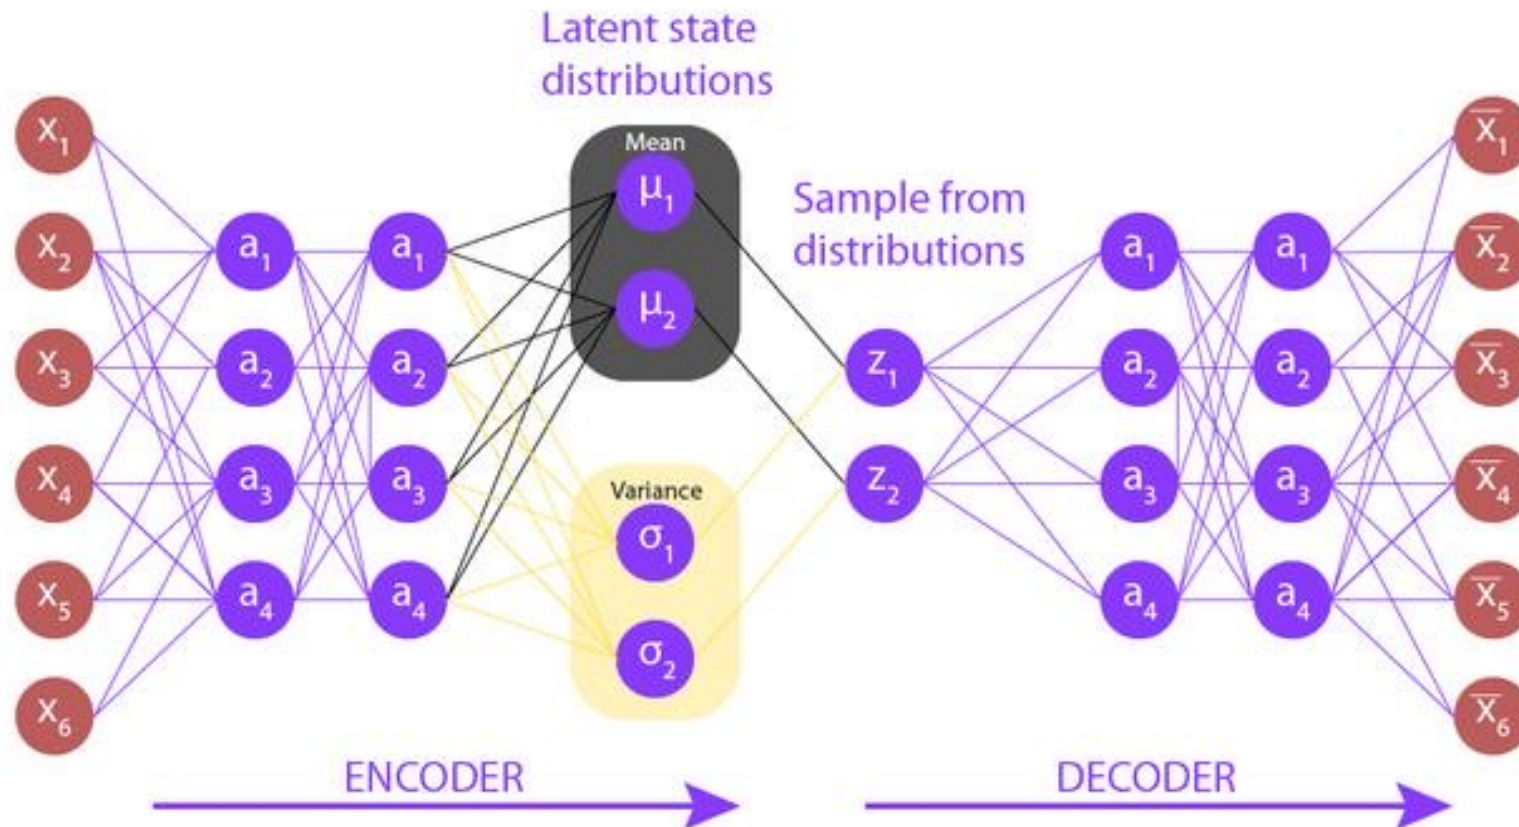 Latent state
distributions
Mean
Sample from
distributions
Variance
x₁
x₂
x₃
x₄
x₅
x₆
a₁
a₂
a₃
a₄
a₁
a₂
a₃
a₄
μ₁
μ₂
σ₁
σ₂
z₁
z₂
a₁
a₂
a₃
a₄
a₁
a₂
a₃
a₄
x̅₁
x̅₂
x̅₃
x̅₄
x̅₅
x̅₆
ENCODER
DECODER